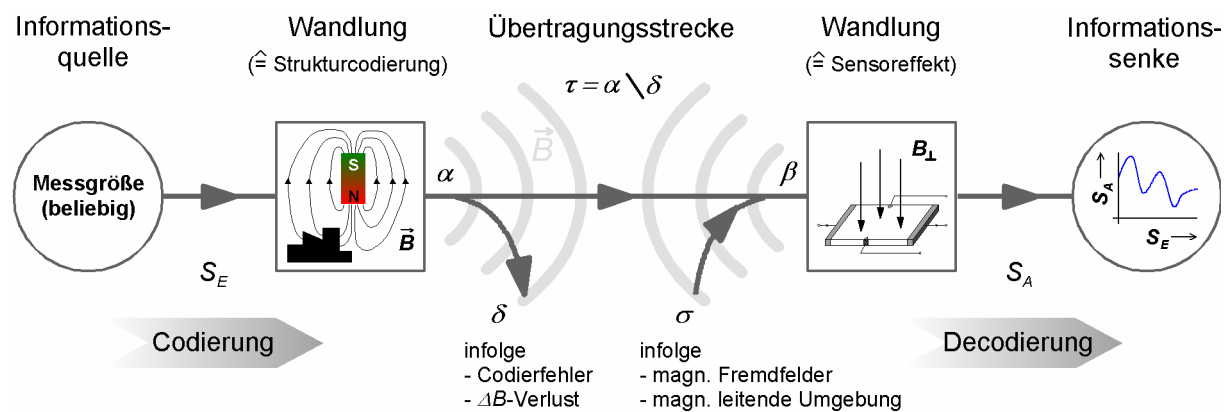 Informations-
quelle
Wandlung
(≙ Strukturcodierung)
Übertragungsstrecke
Wandlung
(≙ Sensoreffekt)
Informations-
senke
τ = α \ δ
Messgröße
(beliebig)
S
N
B⃗
α
B⃗
β
B⊥
S_A
S_E
S_E
S_A
δ
σ
Codierung
infolge
- Codierfehler
- ΔB-Verlust
infolge
- magn. Fremdfelder
- magn. leitende Umgebung
Decodierung